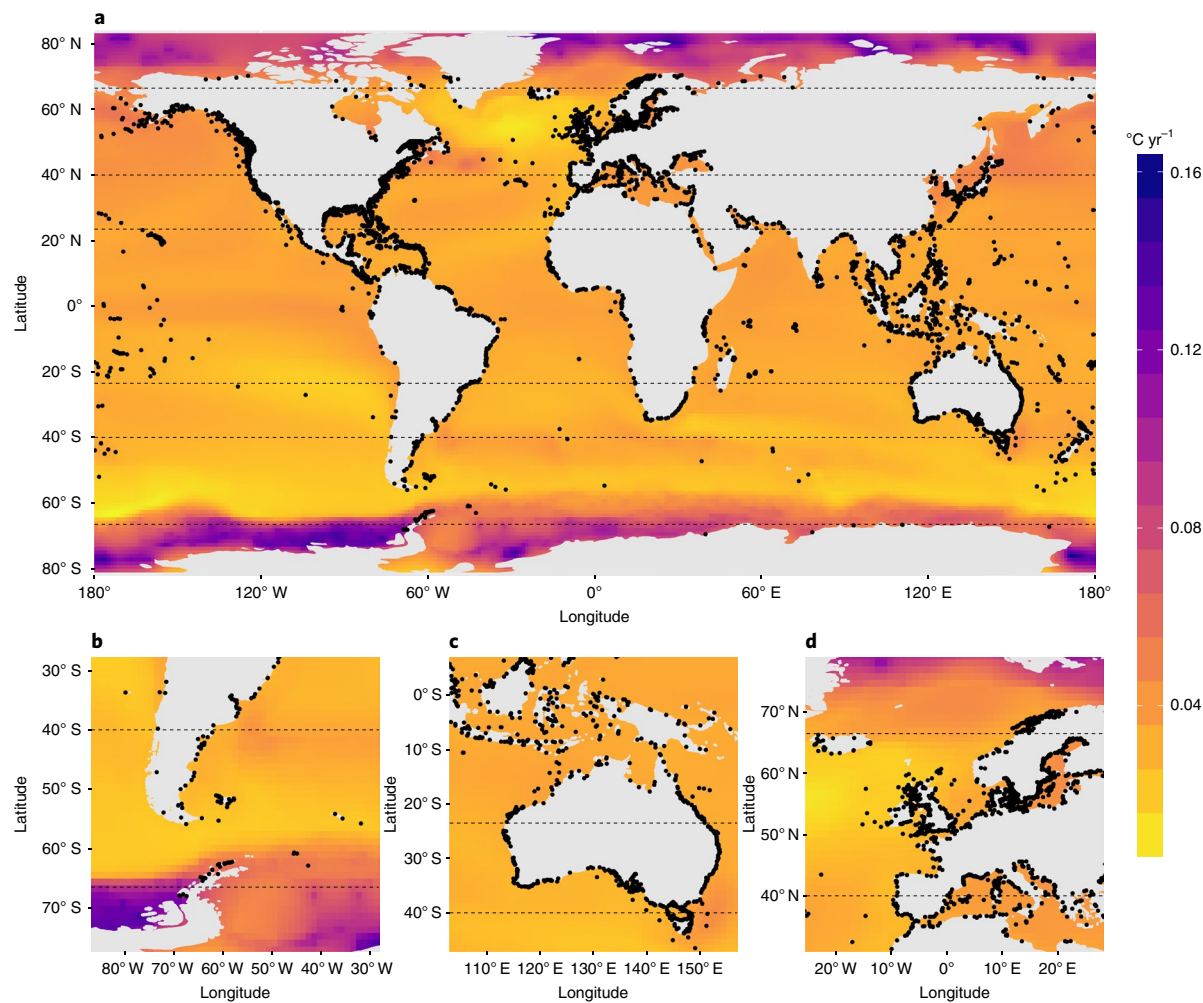 a
80° N
60° N
40° N
20° N
0°
20° S
40° S
60° S
80° S
Latitude
180° 120° W 60° W 0° 60° E 120° E 180°
Longitude
°C yr⁻¹
0.16
0.12
0.08
0.04
b
30° S
40° S
50° S
60° S
70° S
Latitude
80° W 70° W 60° W 50° W 40° W 30° W
Longitude
c
0° S
10° S
20° S
30° S
40° S
Latitude
110° E 120° E 130° E 140° E 150° E
Longitude
d
70° N
60° N
50° N
40° N
Latitude
20° W 10° W 0° 10° E 20° E
Longitude